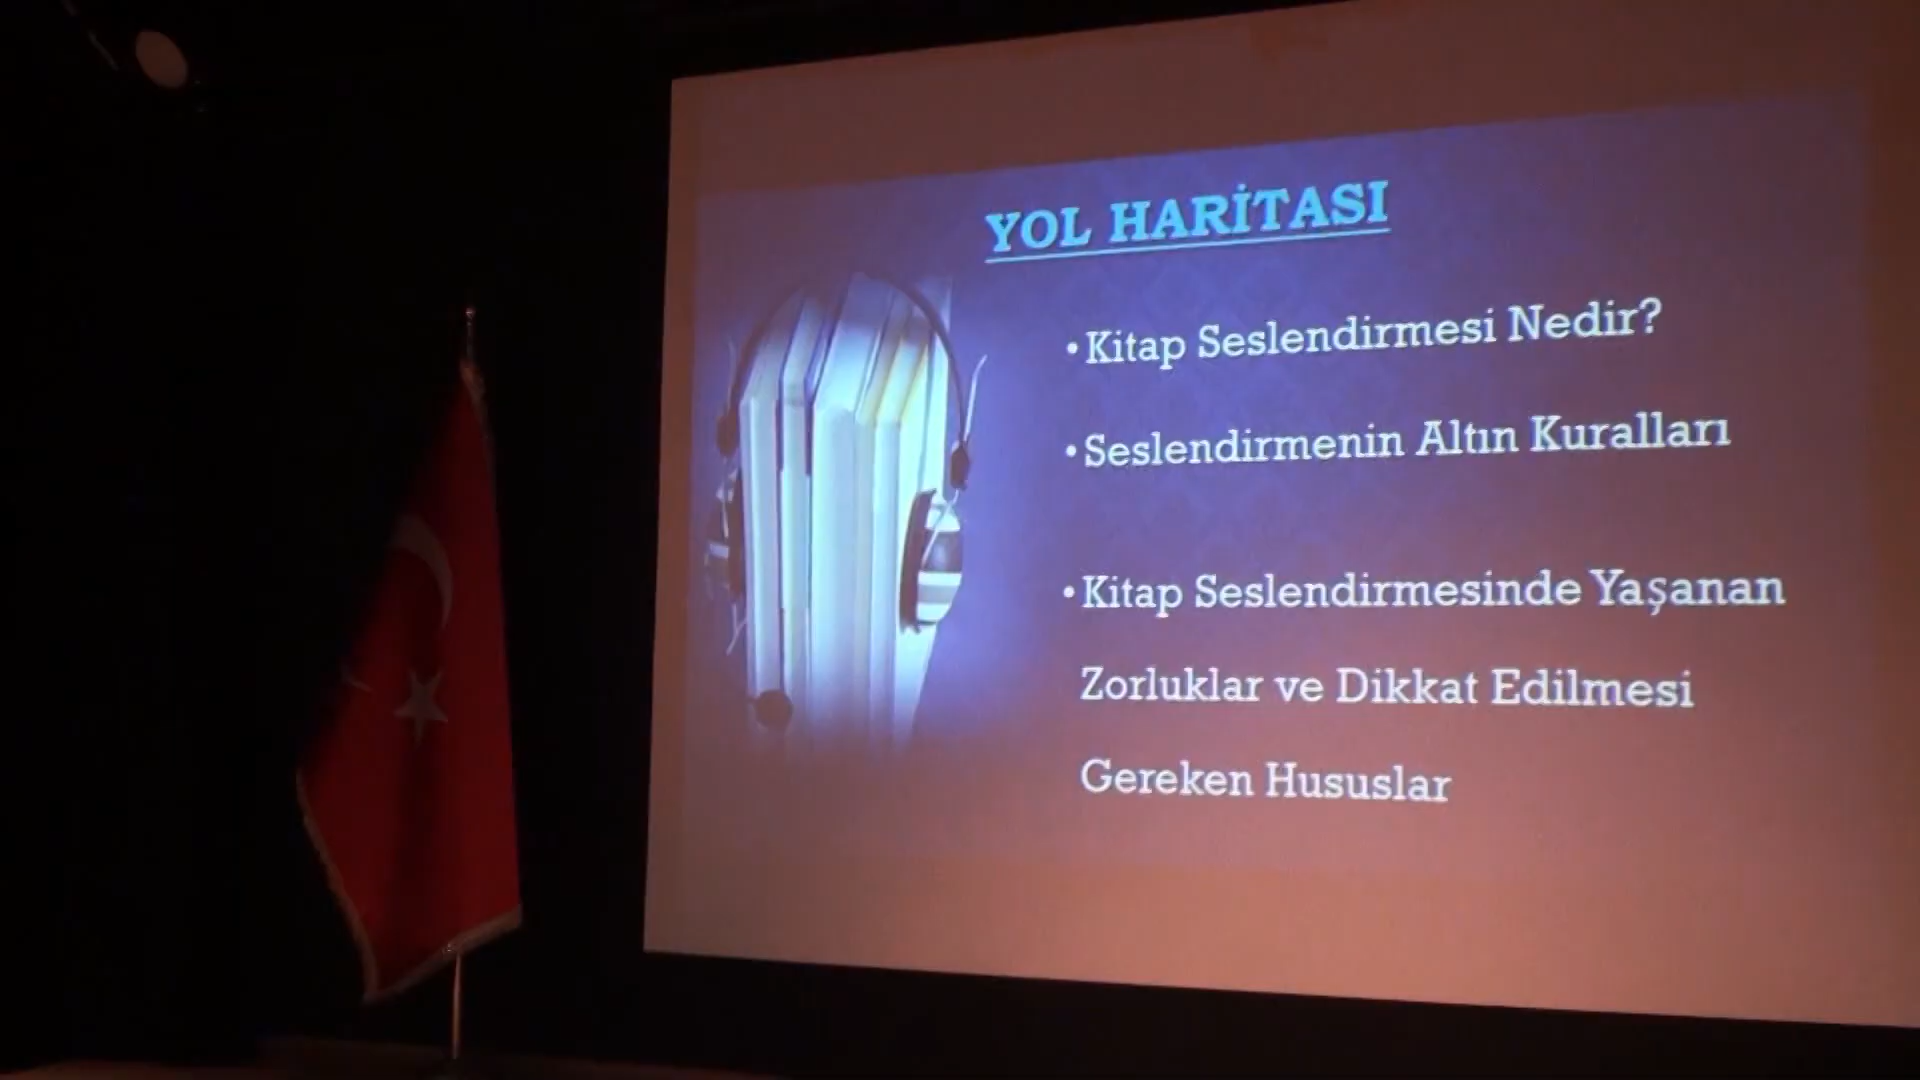 YOL HARİTASI
•Kitap Seslendirmesi Nedir?
•Seslendirmenin Altın Kuralları
•Kitap Seslendirmesinde Yaşanan
Zorluklar ve Dikkat Edilmesi
Gereken Hususlar